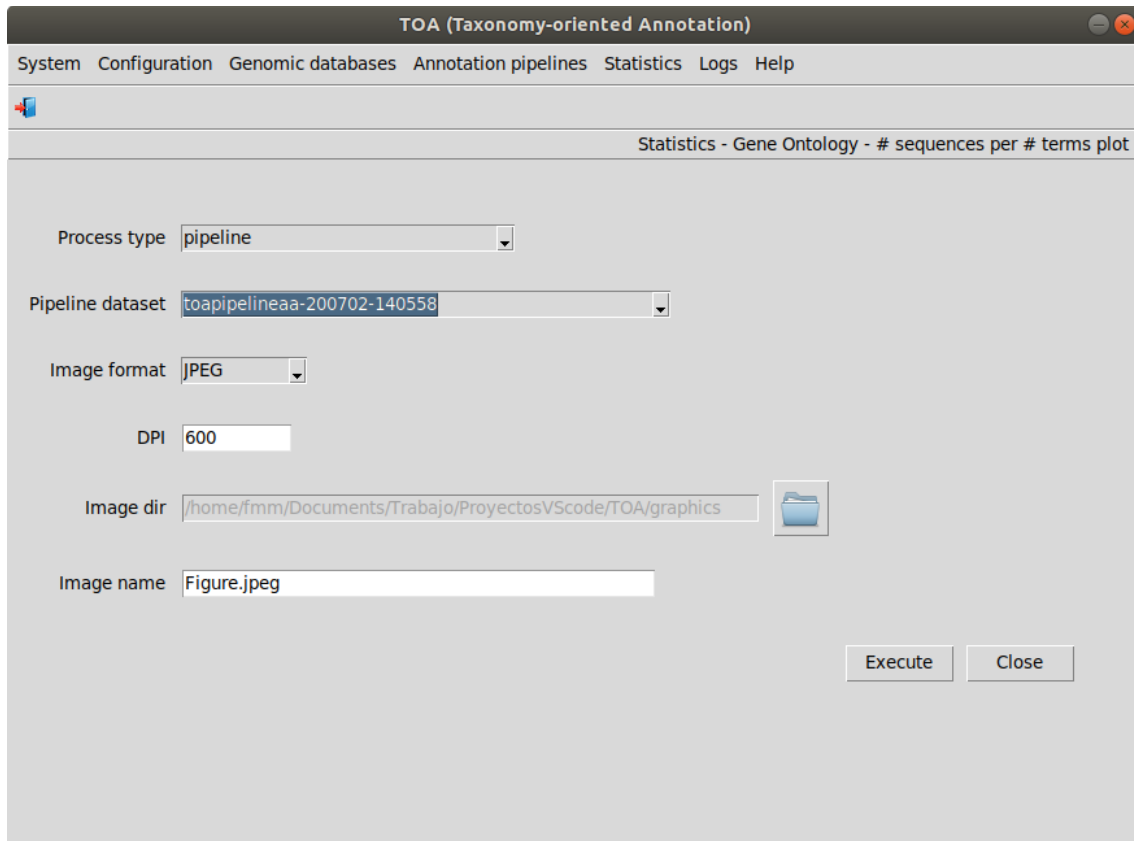 TOA (Taxonomy-oriented Annotation)
System Configuration Genomic databases Annotation pipelines Statistics Logs Help
Statistics - Gene Ontology - # sequences per # terms plot
Process type pipeline
Pipeline dataset toapipelineaa-200702-140558
Image format JPEG
DPI 600
Image dir /home/fmm/Documents/Trabajo/ProyectosVScode/TOA/graphics
Image name Figure.jpeg
Execute Close